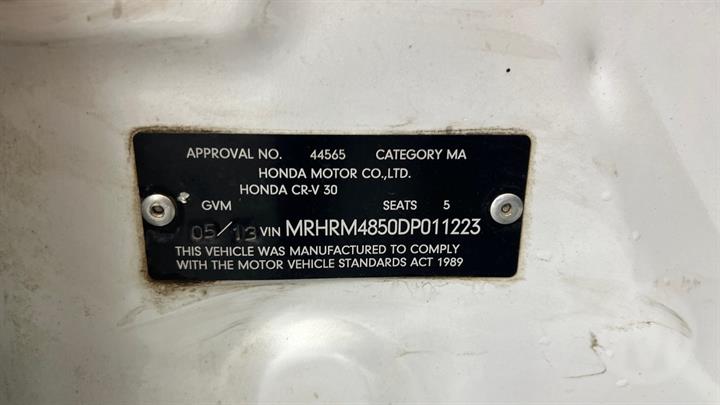 APPROVAL NO. 44565 CATEGORY MA
HONDA MOTOR CO.,LTD.
HONDA CR-V 30
GVM SEATS 5
05/13 VIN MRHRM4850DP011223
THIS VEHICLE WAS MANUFACTURED TO COMPLY
WITH THE MOTOR VEHICLE STANDARDS ACT 1989